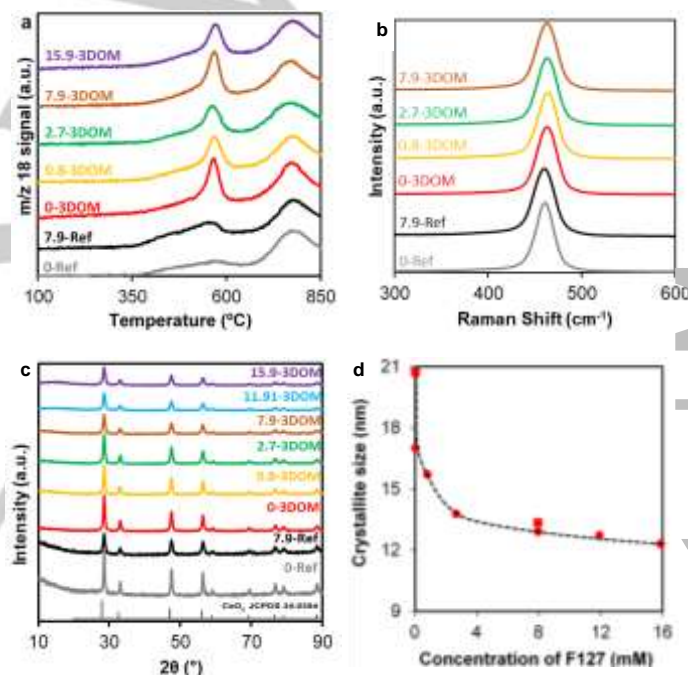 a
15.9-3DOM
7.9-3DOM
2.7-3DOM
0.8-3DOM
0-3DOM
7.9-Ref
0-Ref
m/z 18 signal (a.u.)
100 350 600 850
Temperature (ºC)
b
7.9-3DOM
2.7-3DOM
0.8-3DOM
0-3DOM
7.9-Ref
0-Ref
Intensity (a.u.)
300 400 500 600
Raman Shift (cm-1)
c
15.9-3DOM
11.91-3DOM
7.9-3DOM
2.7-3DOM
0.8-3DOM
0-3DOM
7.9-Ref
0-Ref
JCPDS
Intensity (a.u.)
10 30 50 70 90
2θ (°)
d
21
18
15
12
9
Crystallite size (nm)
0 4 8 12 16
Concentration of F127 (mM)